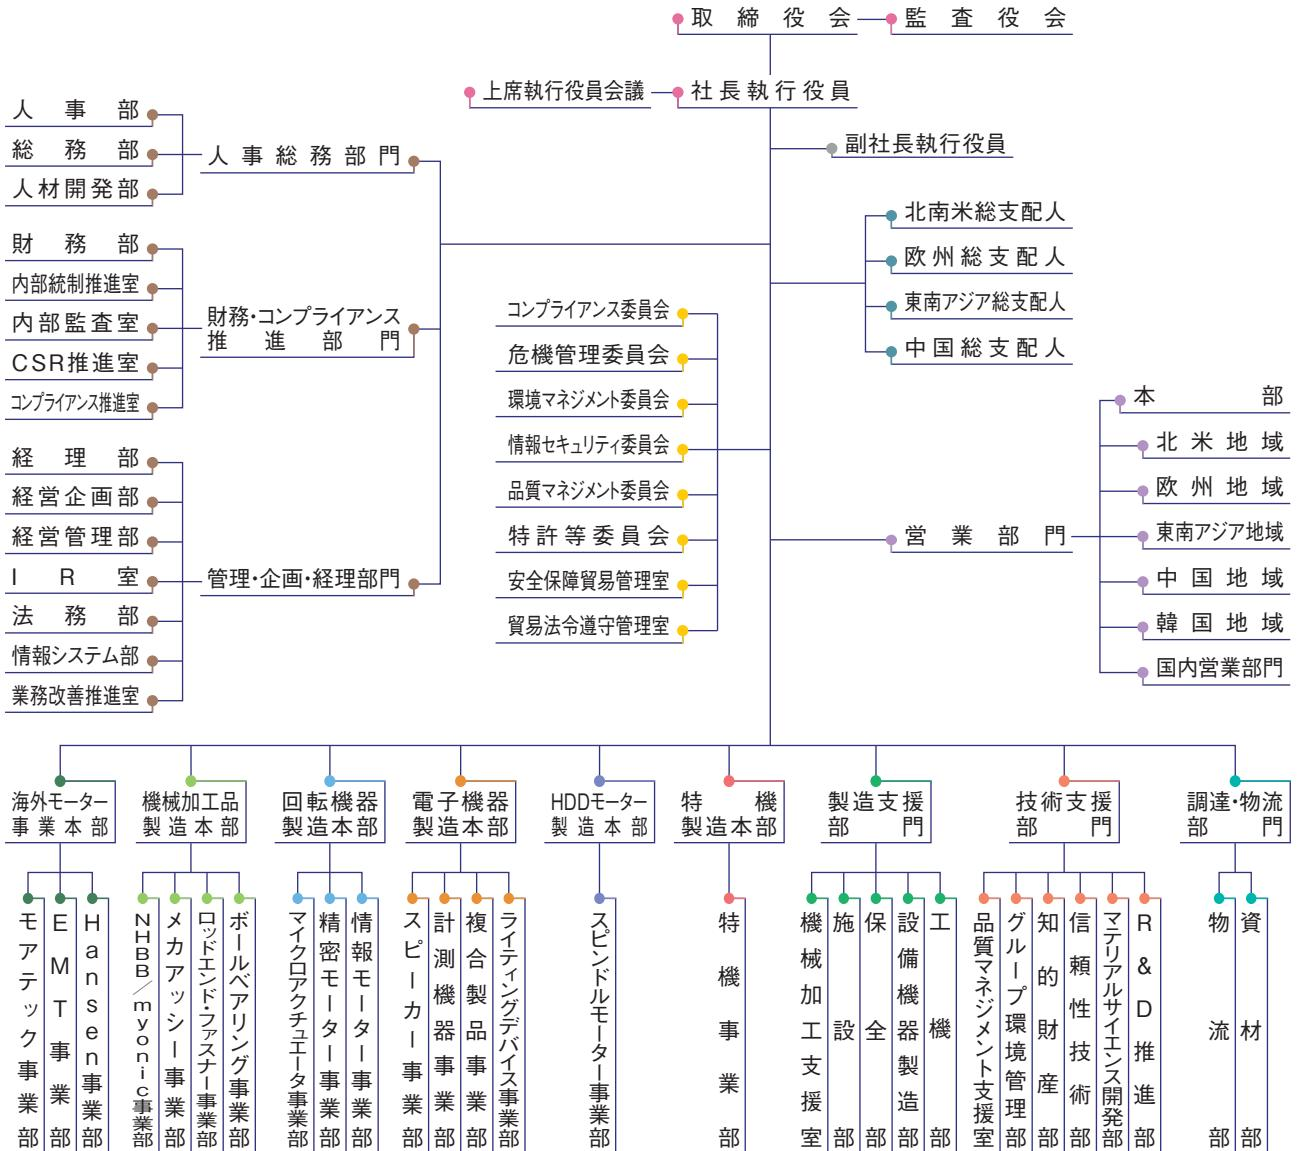 取締役会
監査役会
上席執行役員会議
社長執行役員
副社長執行役員
人事部
総務部
人材開発部
人事総務部門
財務部
内部統制推進室
内部監査室
CSR推進室
コンプライアンス推進室
財務・コンプライアンス
推進部門
経理部
経営企画部
経営管理部
IR室
法務部
情報システム部
業務改善推進室
管理・企画・経理部門
コンプライアンス委員会
危機管理委員会
環境マネジメント委員会
情報セキュリティ委員会
品質マネジメント委員会
特許等委員会
安全保障貿易管理室
貿易法令遵守管理室
北南米総支配人
欧州総支配人
東南アジア総支配人
中国総支配人
営業部門
本部
北米地域
欧州地域
東南アジア地域
中国地域
韓国地域
国内営業部門
海外モーター
事業本部
機械加工品
製造本部
回転機器
製造本部
電子機器
製造本部
HDDモーター
製造本部
特機
製造本部
製造支援
部門
技術支援
部門
調達・物流
部門
モアテック事業部
EMT事業部
Hansen事業部
NHBB/myonic事業部
メカアッシー事業部
ロッドエンド・ファスナー事業部
ボールベアリング事業部
マイクロアクチュエータ事業部
精密モーター事業部
情報モーター事業部
スピーカー事業部
計測機器事業部
複合製品事業部
ライティングデバイス事業部
スピンドルモーター事業部
特機事業部
機械加工支援室
施設部
保全部
設備機器製造部
工機部
品質マネジメント支援室
グループ環境管理部
知的財産部
信頼性技術部
マテリアルサイエンス開発部
R&D推進部
物流部
資材部